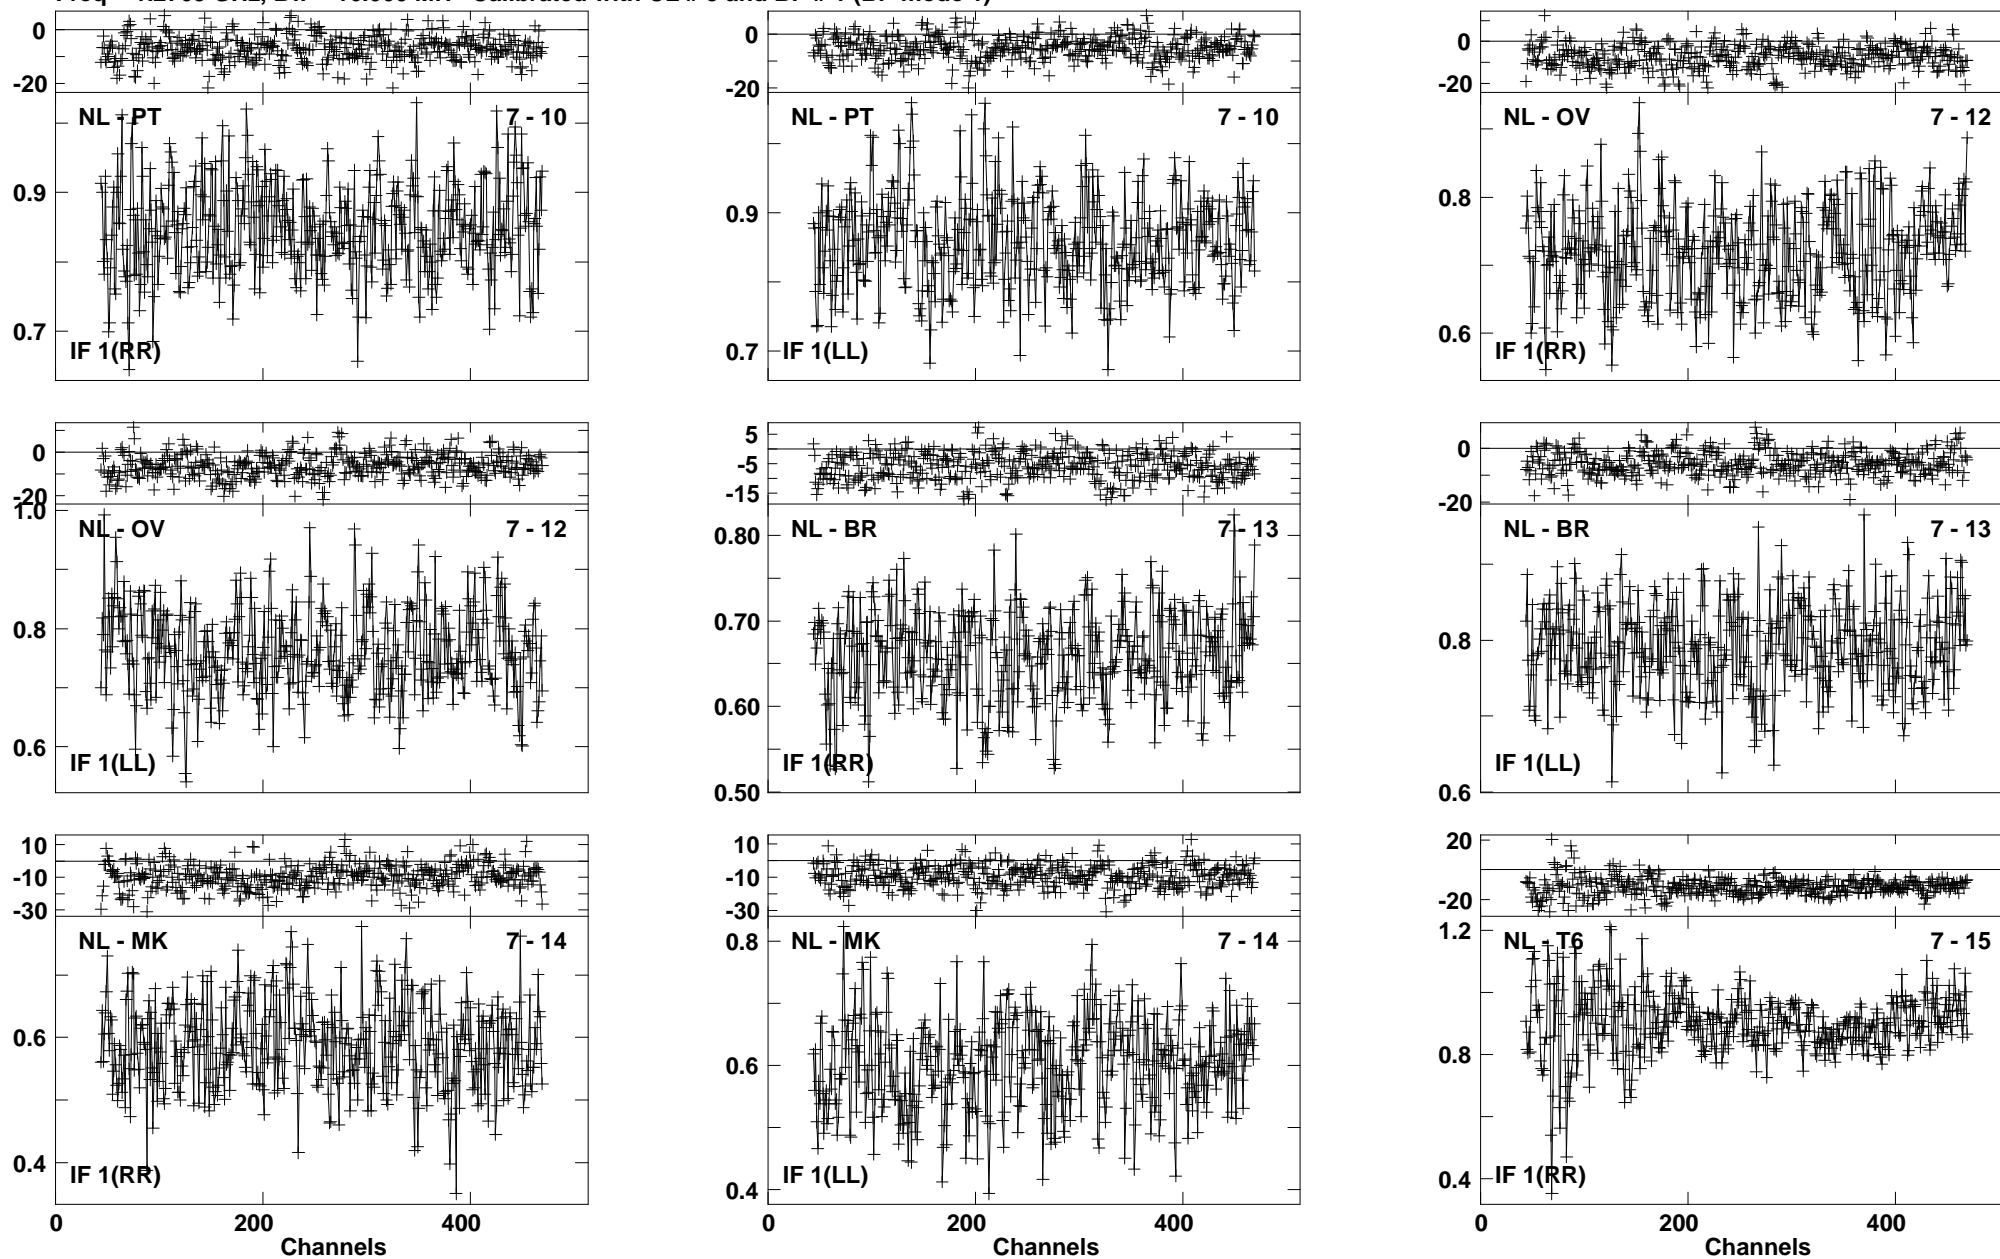 0
-20
NL - PT 7 - 10
0.9
0.7
IF 1(RR)
0
-20
NL - PT 7 - 10
0.9
0.7
IF 1(LL)
0
-20
NL - OV 7 - 12
0.8
0.6
IF 1(RR)
0
-20
1.0
NL - OV 7 - 12
0.8
0.6
IF 1(LL)
5
-5
-15
NL - BR 7 - 13
0.80
0.70
0.60
0.50
IF 1(RR)
0
-20
NL - BR 7 - 13
0.8
0.6
IF 1(LL)
10
-10
-30
NL - MK 7 - 14
0.6
0.4
IF 1(RR)
0 200 400
Channels
10
-10
-30
NL - MK 7 - 14
0.8
0.6
0.4
IF 1(LL)
0 200 400
Channels
20
-20
NL - T6 7 - 15
1.2
0.8
0.4
IF 1(RR)
0 200 400
Channels